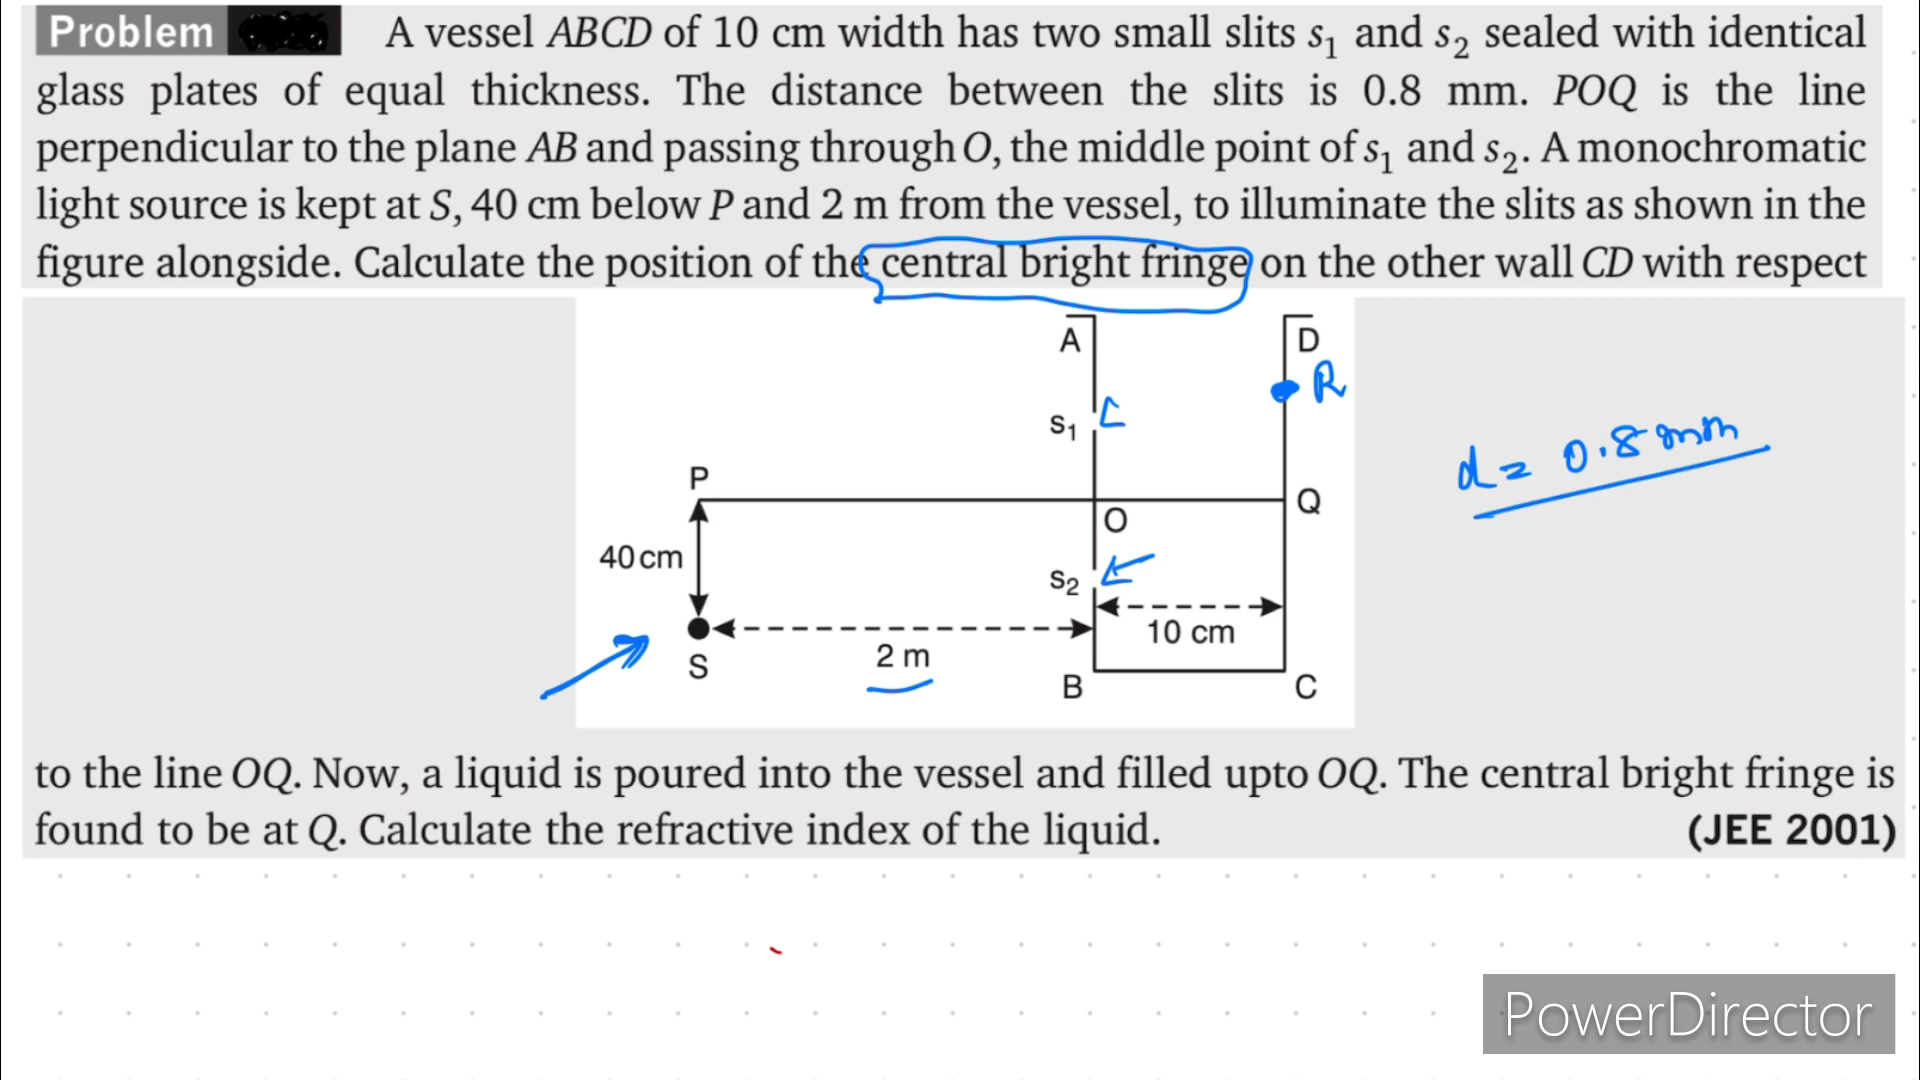 Problem A vessel ABCD of 10 cm width has two small slits s₁ and s₂ sealed with identical
glass plates of equal thickness. The distance between the slits is 0.8 mm. POQ is the line
perpendicular to the plane AB and passing through O, the middle point of s₁ and s₂. A monochromatic
light source is kept at S, 40 cm below P and 2 m from the vessel, to illuminate the slits as shown in the
figure alongside. Calculate the position of the central bright fringe on the other wall CD with respect
A
D
R
s₁
d = 0.8 mm
P
O
Q
40 cm
s₂
10 cm
S
2 m
B
C
to the line OQ. Now, a liquid is poured into the vessel and filled upto OQ. The central bright fringe is
found to be at Q. Calculate the refractive index of the liquid. (JEE 2001)
PowerDirector